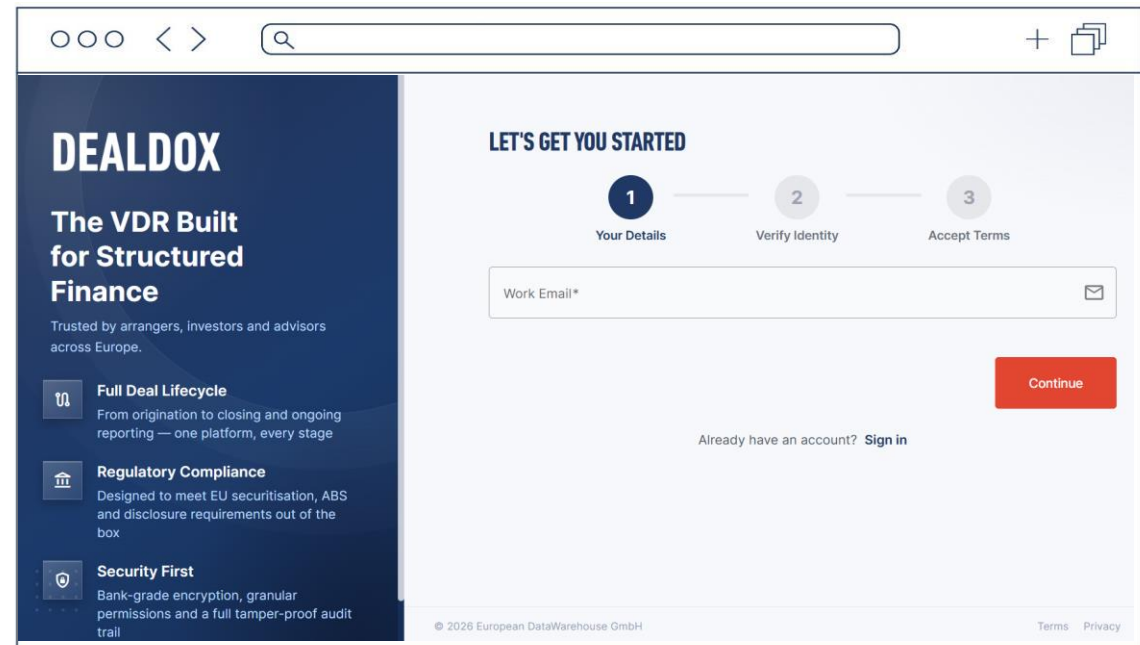 DEALDOX
The VDR Built
for Structured
Finance
Trusted by arrangers, investors and advisors
across Europe.
Full Deal Lifecycle
From origination to closing and ongoing
reporting — one platform, every stage
Regulatory Compliance
Designed to meet EU securitisation, ABS
and disclosure requirements out of the
box
Security First
Bank-grade encryption, granular
permissions and a full tamper-proof audit
trail
LET'S GET YOU STARTED
1
2
3
Your Details
Verify Identity
Accept Terms
Work Email*
Continue
Already have an account? Sign in
© 2026 European DataWarehouse GmbH
Terms Privacy